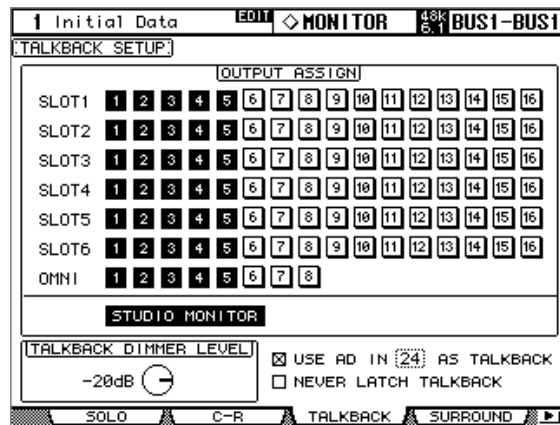 1 Initial Data EDIT ◇MONITOR 48k 6.1 BUS1-BUS1
TALKBACK SETUP
OUTPUT ASSIGN
SLOT1 1 2 3 4 5 6 7 8 9 10 11 12 13 14 15 16
SLOT2 1 2 3 4 5 6 7 8 9 10 11 12 13 14 15 16
SLOT3 1 2 3 4 5 6 7 8 9 10 11 12 13 14 15 16
SLOT4 1 2 3 4 5 6 7 8 9 10 11 12 13 14 15 16
SLOT5 1 2 3 4 5 6 7 8 9 10 11 12 13 14 15 16
SLOT6 1 2 3 4 5 6 7 8 9 10 11 12 13 14 15 16
OMNI 1 2 3 4 5 6 7 8
STUDIO MONITOR
TALKBACK DIMMER LEVEL
-20dB
USE AD IN 24 AS TALKBACK
NEVER LATCH TALKBACK
SOLO C-R TALKBACK SURROUND